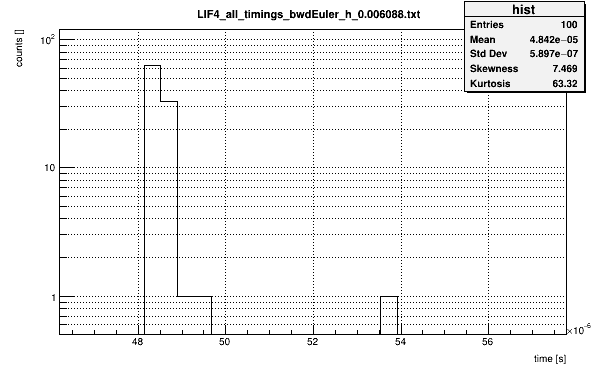 LIF4_all_timings_bwdEuler_h_0.006088.txt
hist
Entries 100
Mean 4.842e−05
Std Dev 5.897e−07
Skewness 7.469
Kurtosis 63.32
counts []
10²
10
1
48 50 52 54 56
×10⁻⁶
time [s]